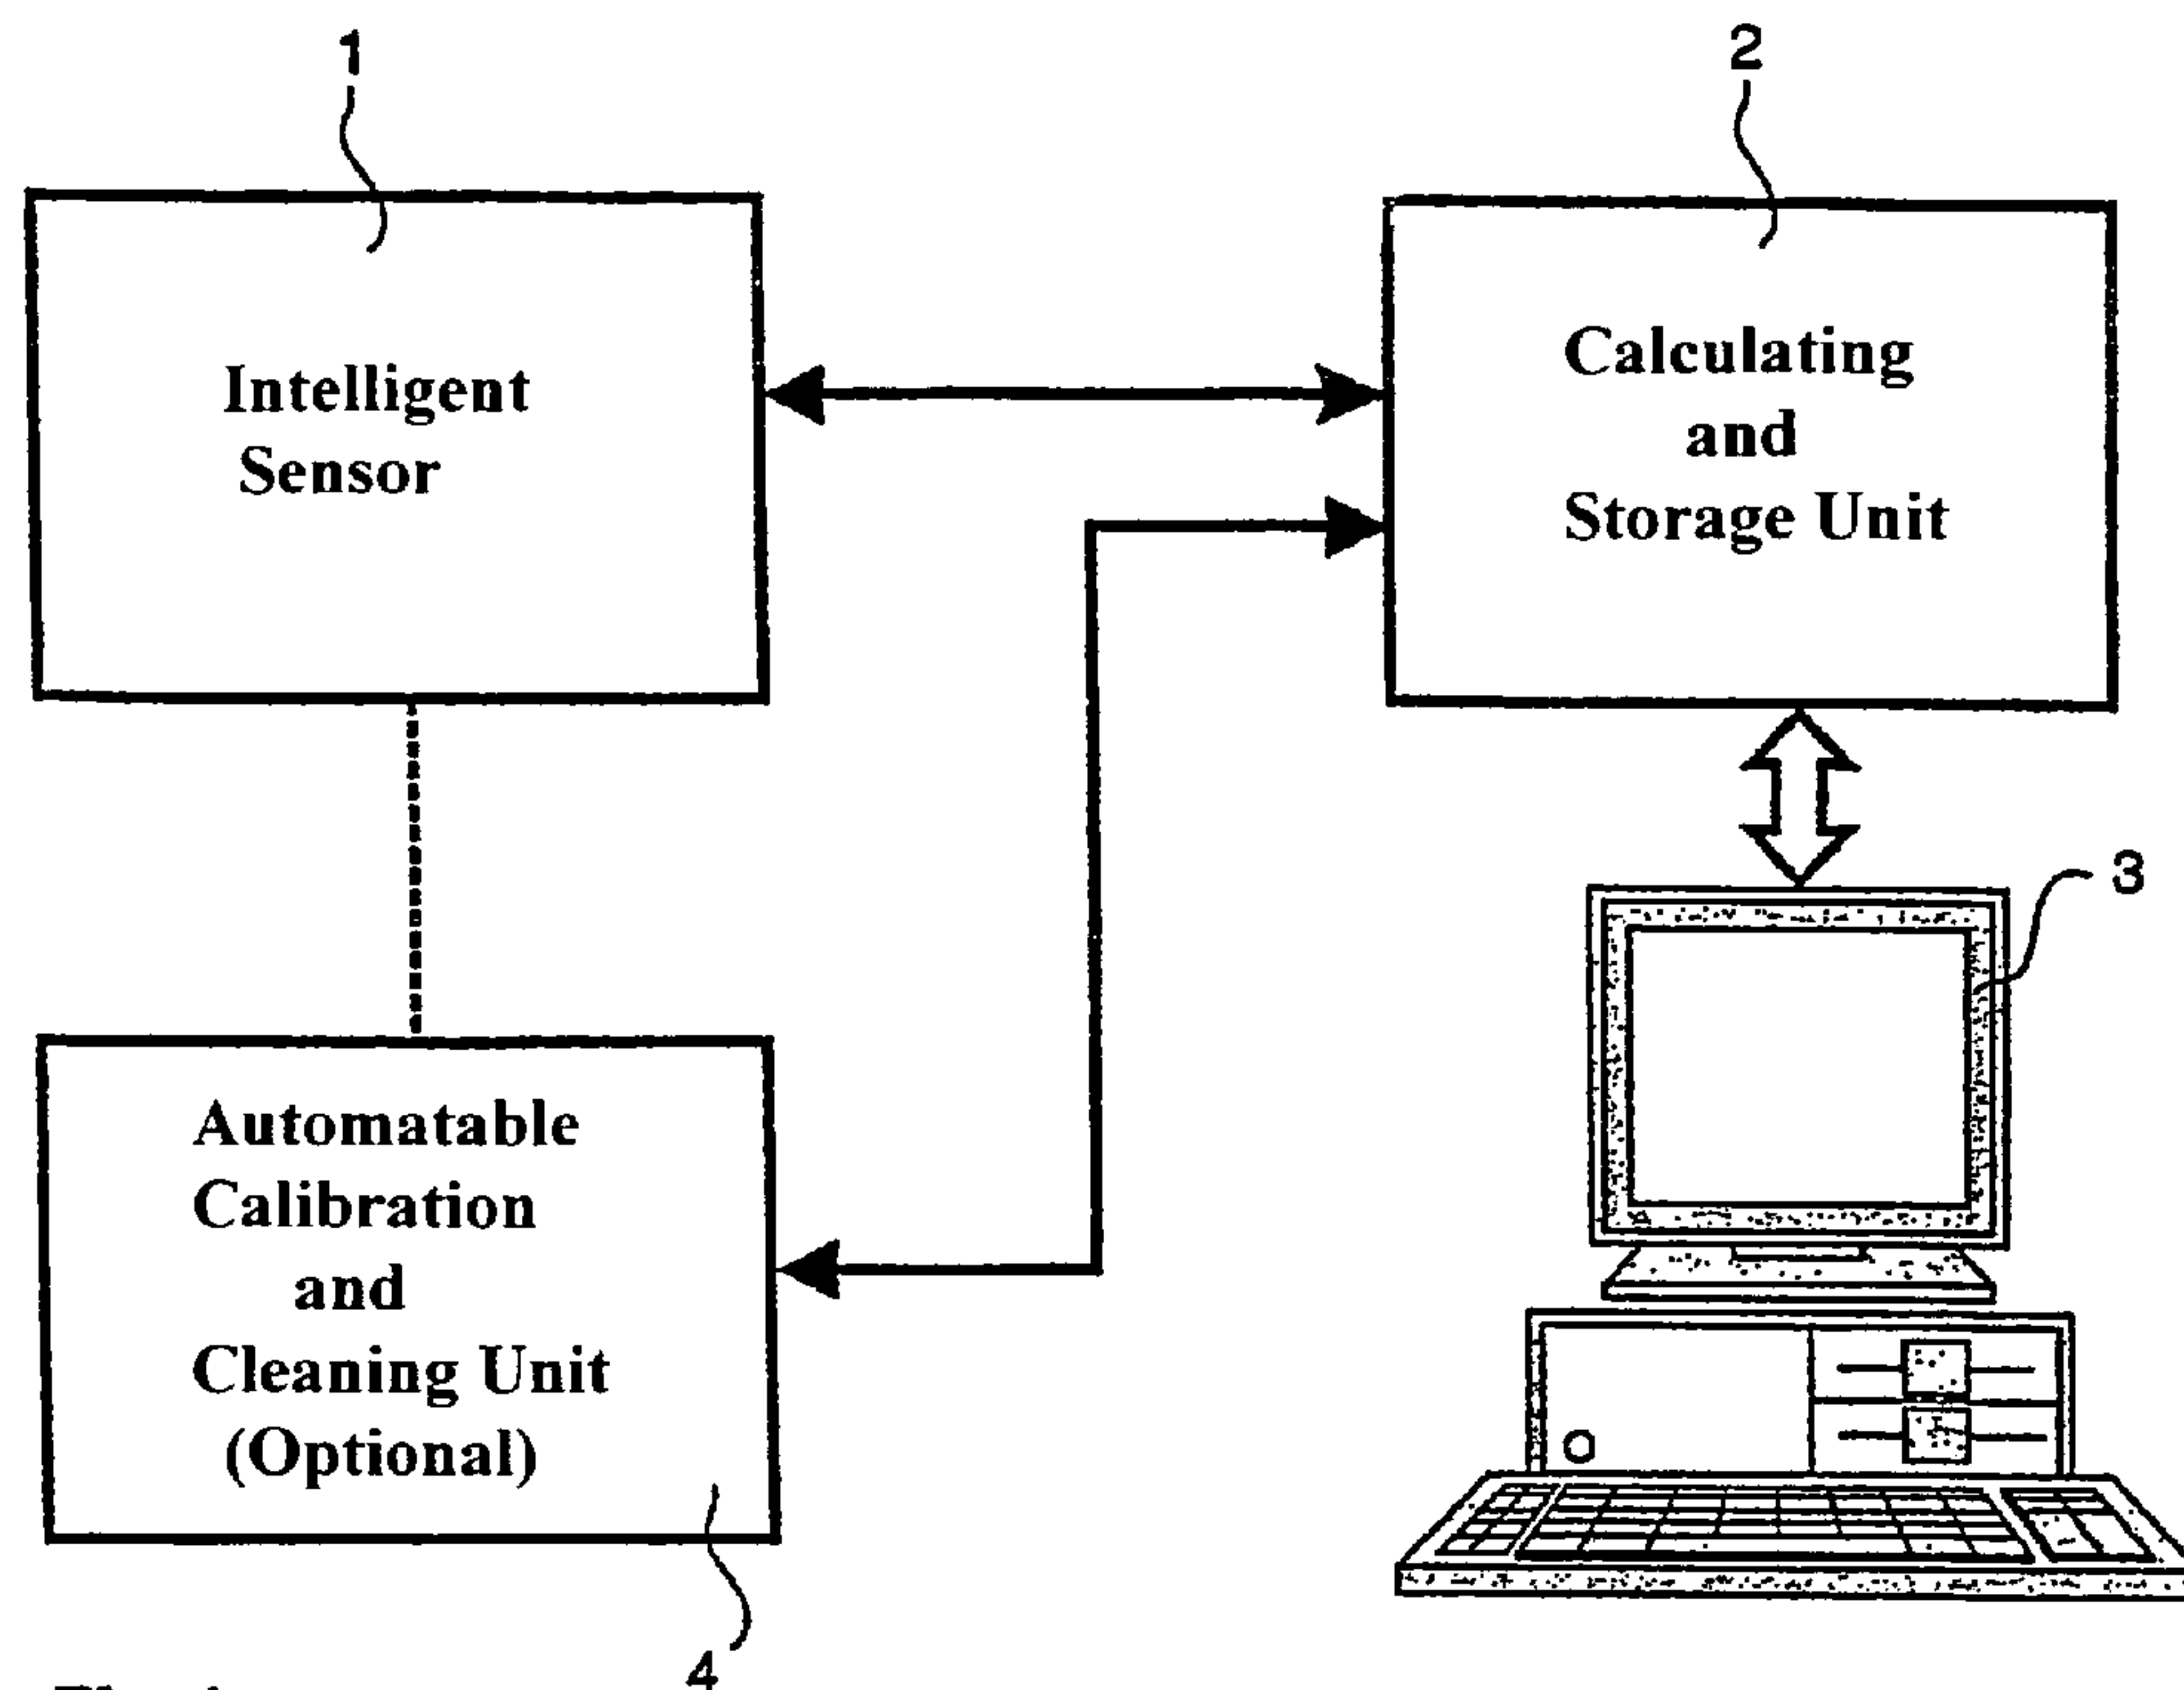 1
2
Intelligent
Sensor
Calculating
and
Storage Unit
3
Automatable
Calibration
and
Cleaning Unit
(Optional)
4